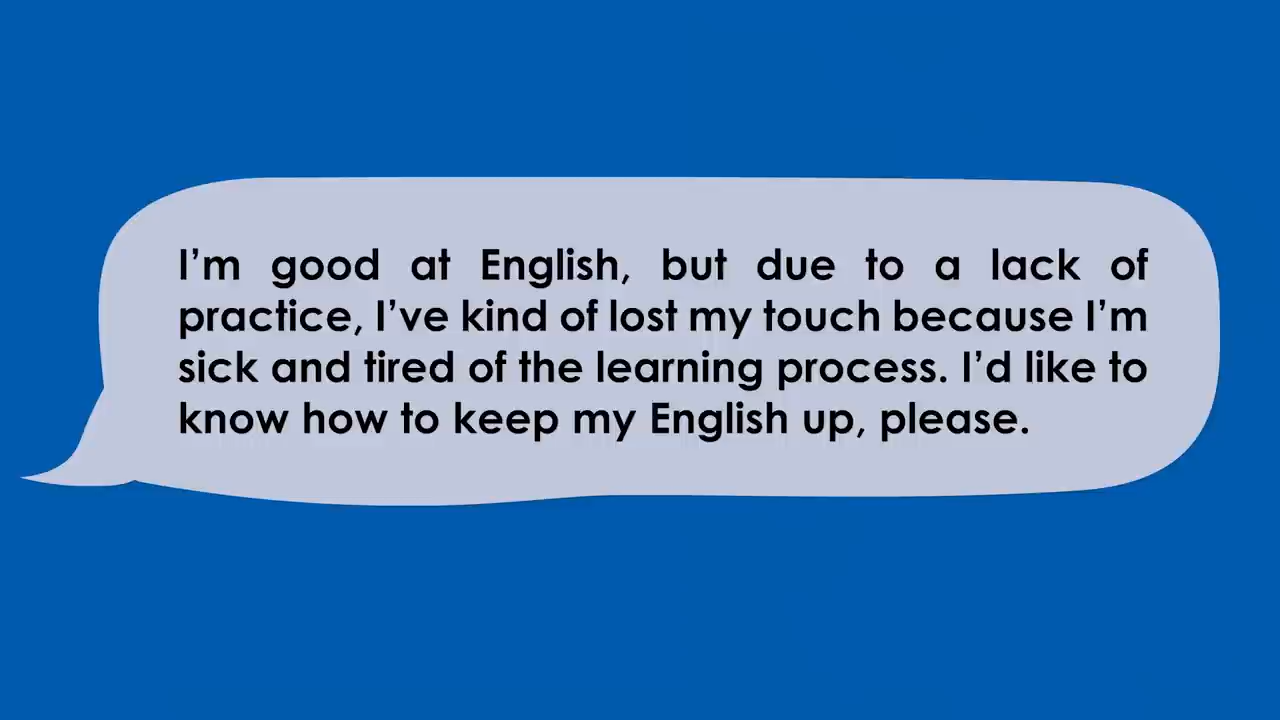 I’m good at English, but due to a lack of
practice, I’ve kind of lost my touch because I’m
sick and tired of the learning process. I’d like to
know how to keep my English up, please.